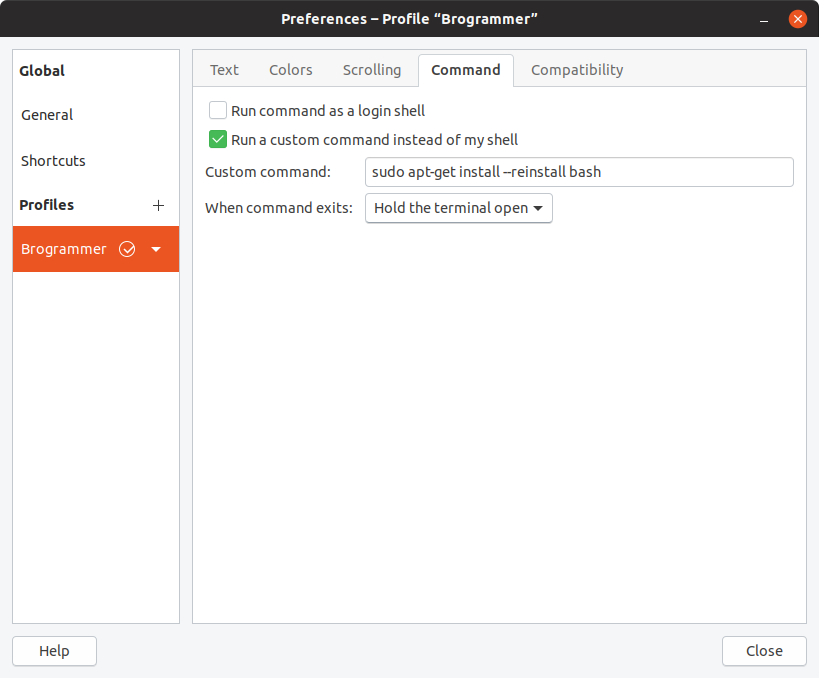 Preferences – Profile “Brogrammer”
Global
General
Shortcuts
Profiles
Brogrammer
Text Colors Scrolling Command Compatibility
Run command as a login shell
Run a custom command instead of my shell
Custom command: sudo apt-get install --reinstall bash
When command exits: Hold the terminal open
Help Close